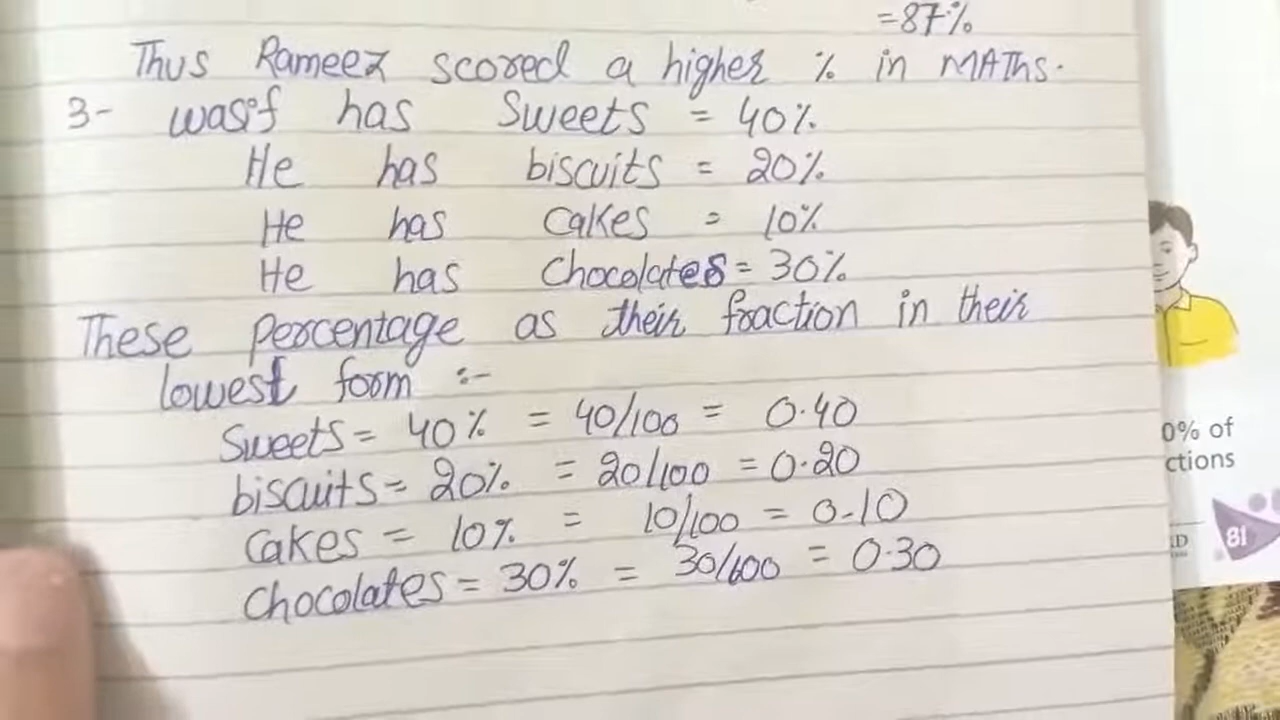 =87%
Thus Rameez scored a higher % in MAThs.
3- wasif has Sweets = 40%
He has biscuits = 20%
He has Cakes = 10%
He has Chocolates = 30%
These percentage as their fraction in their
lowest form :-
Sweets = 40% = 40/100 = 0.40
biscuits = 20% = 20/100 = 0.20
Cakes = 10% = 10/100 = 0.10
Chocolates = 30% = 30/100 = 0.30
0% of
ctions
81